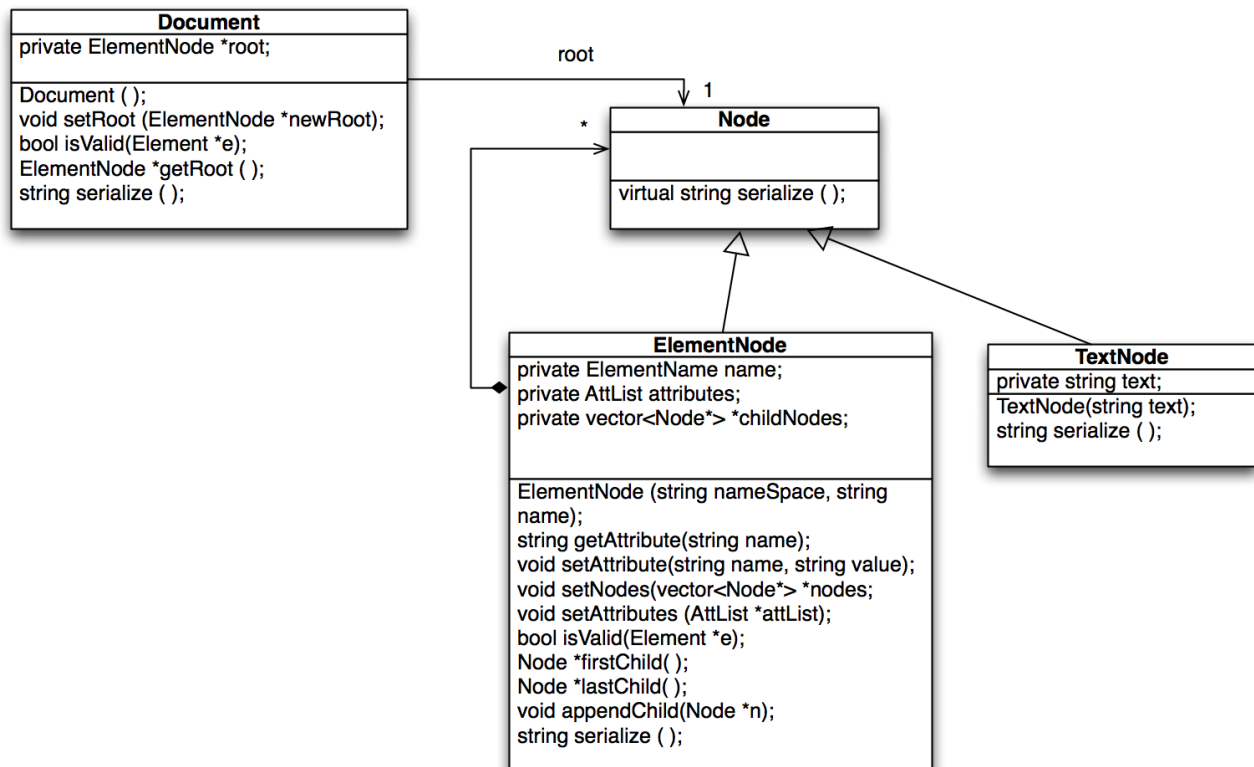 Document
private ElementNode *root;
Document ( );
void setRoot (ElementNode *newRoot);
bool isValid(Element *e);
ElementNode *getRoot ( );
string serialize ( );
root
1
*
Node
virtual string serialize ( );
ElementNode
private ElementName name;
private AttList attributes;
private vector<Node*> *childNodes;
ElementNode (string nameSpace, string
name);
string getAttribute(string name);
void setAttribute(string name, string value);
void setNodes(vector<Node*> *nodes;
void setAttributes (AttList *attList);
bool isValid(Element *e);
Node *firstChild( );
Node *lastChild( );
void appendChild(Node *n);
string serialize ( );
TextNode
private string text;
TextNode(string text);
string serialize ( );